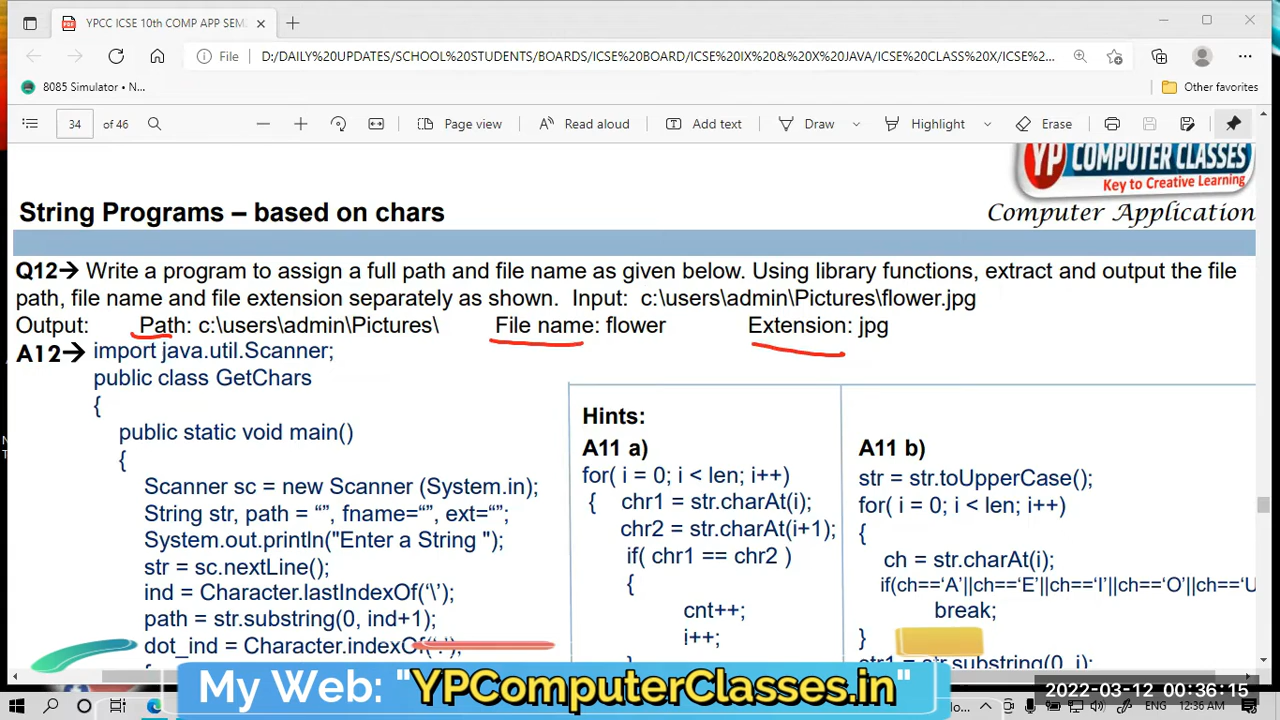 YPCC ICSE 10th COMP APP SEM
File
D:/DAILY%20UPDATES/SCHOOL%20STUDENTS/BOARDS/ICSE%20BOARD/ICSE%20IX%20&%20X%20JAVA/ICSE%20CLASS%20X/ICSE%...
8085 Simulator • N...
Other favorites
34 of 46
Page view
Read aloud
Add text
Draw
Highlight
Erase
YP COMPUTER CLASSES
Key to Creative Learning
Computer Application
String Programs – based on chars
Q12→ Write a program to assign a full path and file name as given below. Using library functions, extract and output the file
path, file name and file extension separately as shown. Input: c:\users\admin\Pictures\flower.jpg
Output: Path: c:\users\admin\Pictures\ File name: flower Extension: jpg
A12→ import java.util.Scanner;
public class GetChars
{
public static void main()
{
Scanner sc = new Scanner (System.in);
String str, path = “”, fname=“”, ext=“”;
System.out.println("Enter a String ");
str = sc.nextLine();
ind = Character.lastIndexOf(‘\’);
path = str.substring(0, ind+1);
dot_ind = Character.indexOf(‘.’);
Hints:
A11 a)
for( i = 0; i < len; i++)
{ chr1 = str.charAt(i);
chr2 = str.charAt(i+1);
if( chr1 == chr2 )
{
cnt++;
i++;
A11 b)
str = str.toUpperCase();
for( i = 0; i < len; i++)
{
ch = str.charAt(i);
if(ch==‘A’||ch==‘E’||ch==‘I’||ch==‘O’||ch==‘U
break;
}
str1 = str.substring(0, i);
My Web: "YPComputerClasses.in"
2022-03-12 00:36:15
ENG 12:36 AM